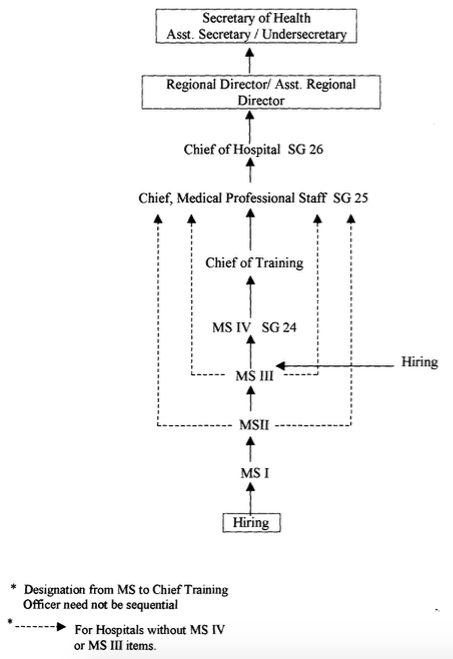 Secretary of Health
Asst. Secretary / Undersecretary
Regional Director/ Asst. Regional
Director
Chief of Hospital SG 26
Chief, Medical Professional Staff SG 25
Chief of Training
MS IV SG 24
Hiring
MS III
MSII
MS I
Hiring
* Designation from MS to Chief Training
Officer need not be sequential
* For Hospitals without MS IV
or MS III items.